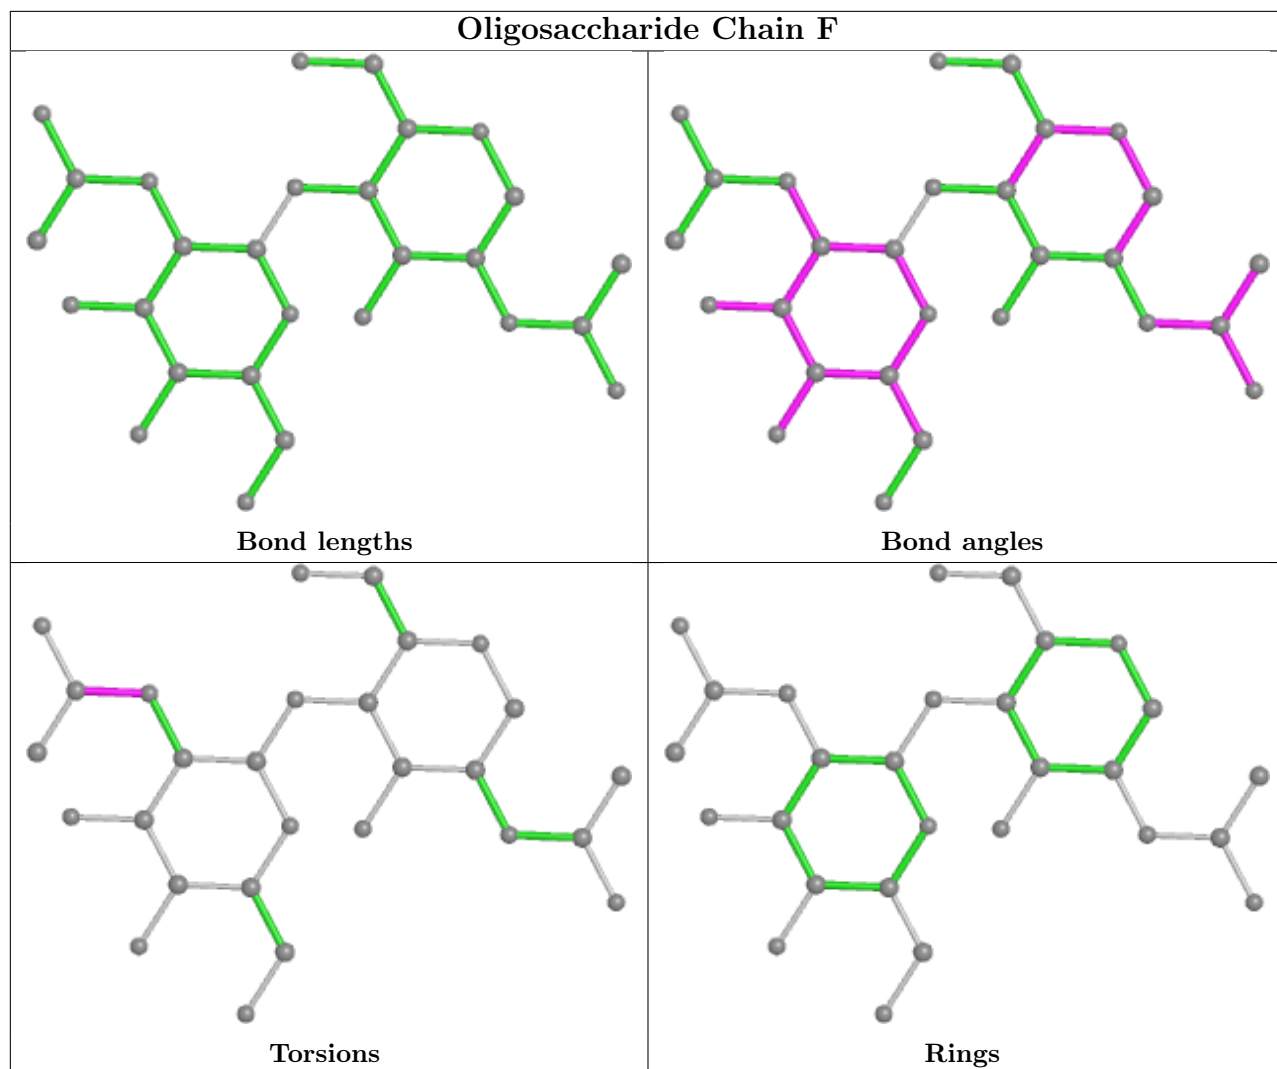 Oligosaccharide Chain F
Bond lengths
Bond angles
Torsions
Rings